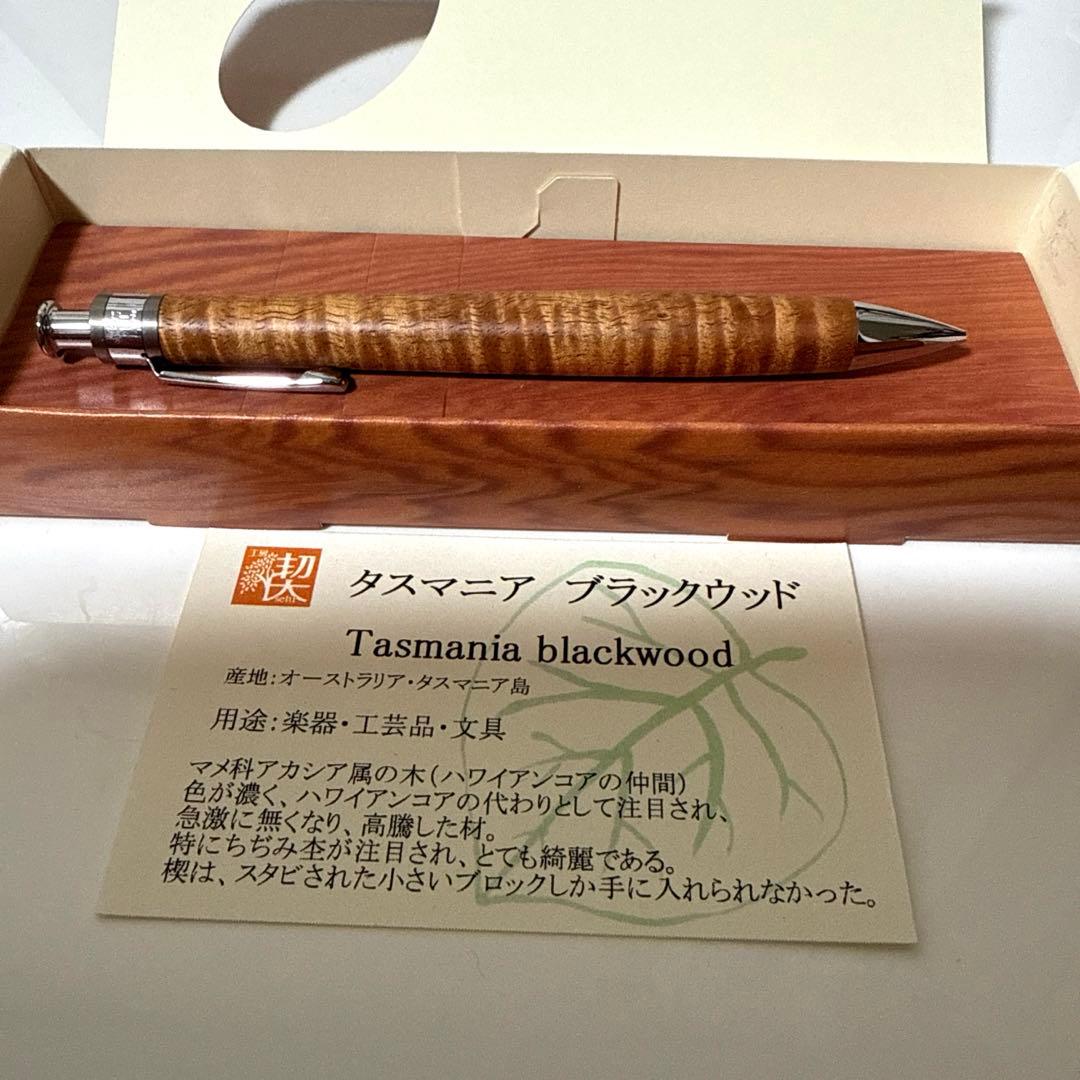 工房
楔
setu
タスマニア　ブラックウッド
Tasmania blackwood
産地：オーストラリア・タスマニア島
用途：楽器・工芸品・文具
マメ科アカシア属の木（ハワイアンコアの仲間）
色が濃く、ハワイアンコアの代わりとして注目され、
急激に無くなり、高騰した材。
特にちぢみ杢が注目され、とても綺麗である。
楔は、スタビされた小さいブロックしか手に入れられなかった。